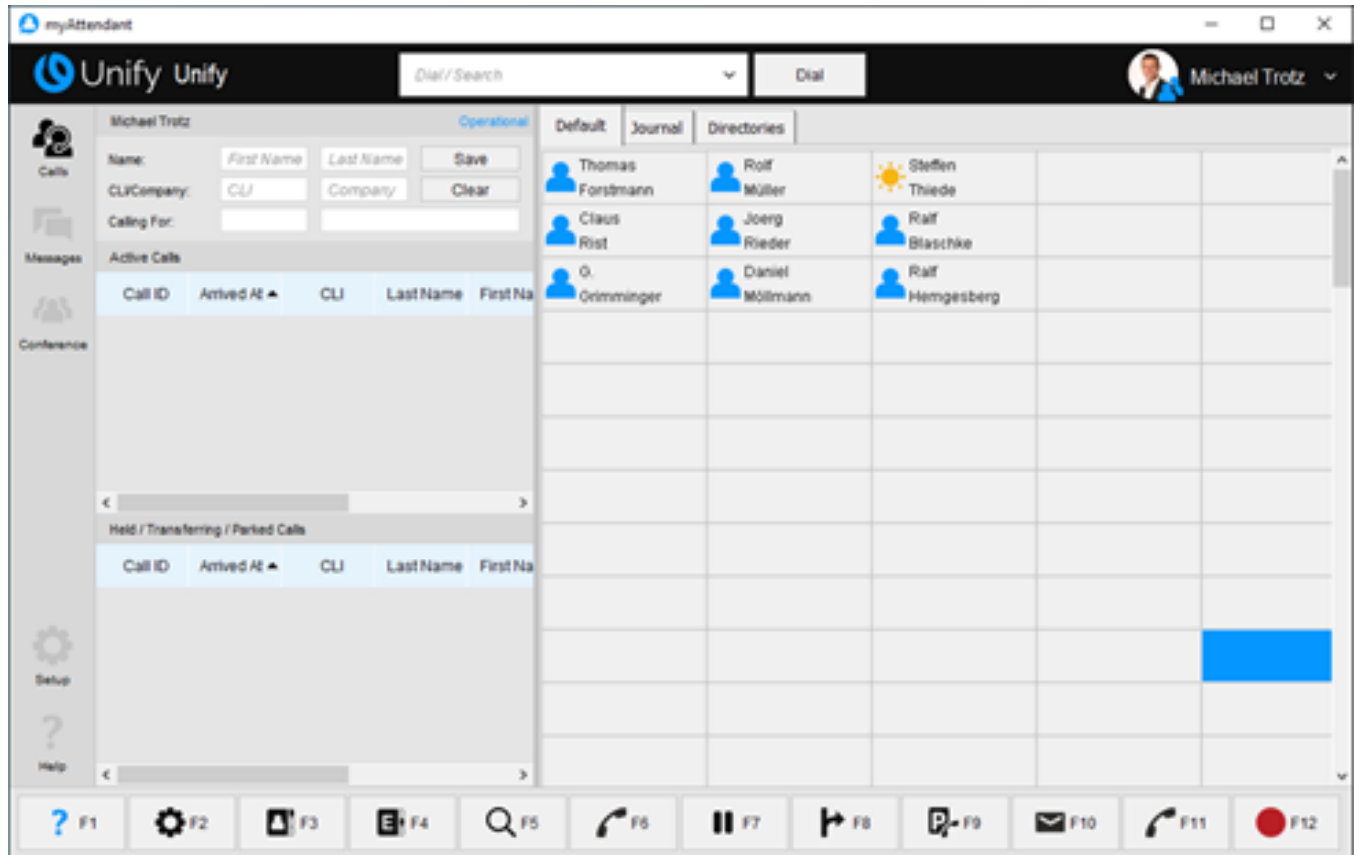 myAttendant
Unify Unify
Dial / Search
Dial
Michael Trotz
Calls
Messages
Conference
Setup
Help
Michael Trotz Operational
Name: First Name Last Name Save
CLI/Company: CLI Company Clear
Calling For:
Active Calls
Call ID Arrived At CLI Last Name First Na
Held / Transferring / Parked Calls
Call ID Arrived At CLI Last Name First Na
Default Journal Directories
Thomas
Forstmann
Rolf
Müller
Steffen
Thiede
Claus
Rist
Joerg
Rieder
Ralf
Blaschke
G.
Grimminger
Daniel
Möllmann
Ralf
Hemgesberg
? F1 F2 F3 F4 F5 F6 F7 F8 F9 F10 F11 F12